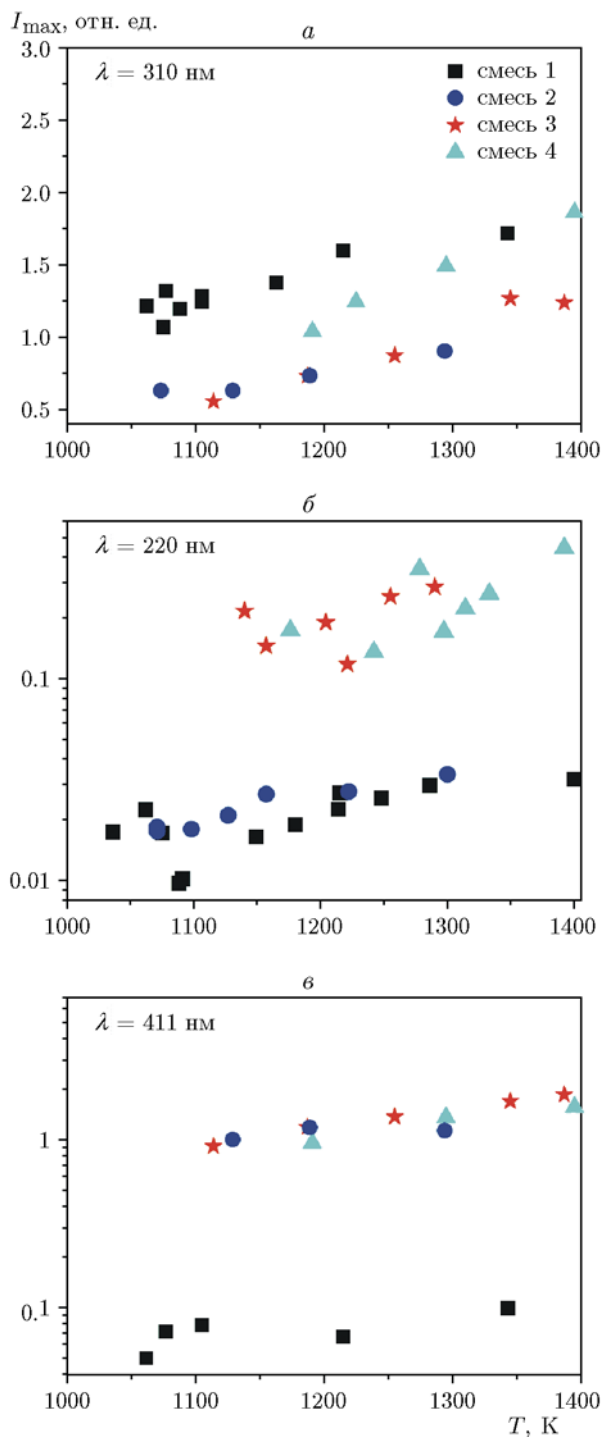 I_max, отн. ед.
а
3.0
λ = 310 нм
смесь 1
смесь 2
смесь 3
смесь 4
2.5
2.0
1.5
1.0
0.5
1000 1100 1200 1300 1400
б
λ = 220 нм
0.1
0.01
1000 1100 1200 1300 1400
в
λ = 411 нм
1
0.1
1000 1100 1200 1300 1400
T, К